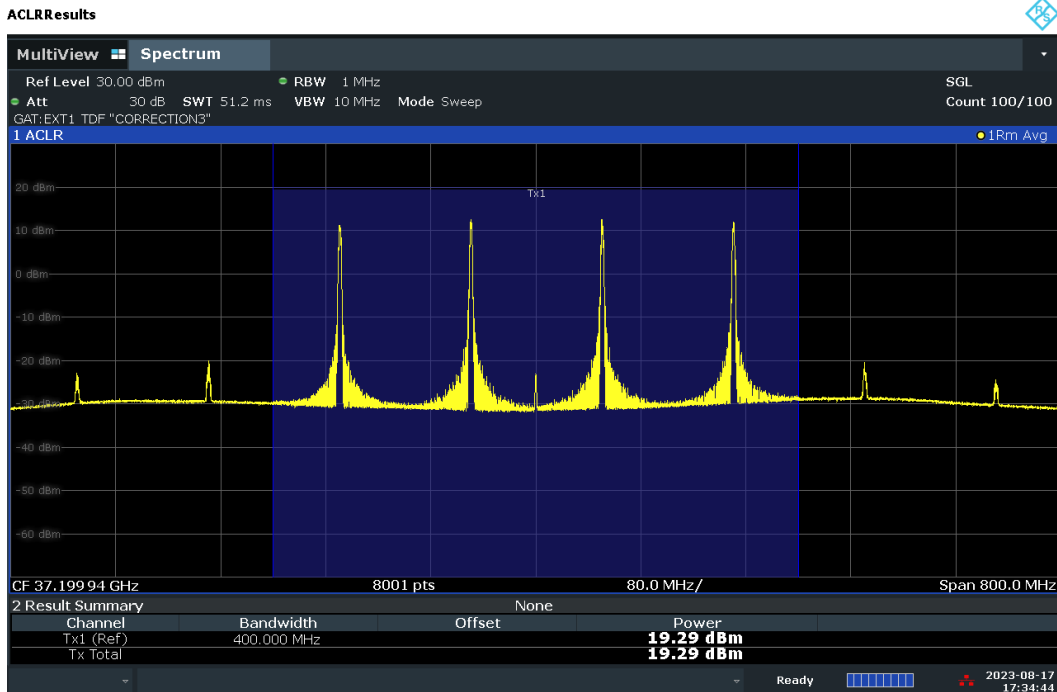 ACLRResults
R&S
MultiView Spectrum
Ref Level 30.00 dBm RBW 1 MHz SGL
Att 30 dB SWT 51.2 ms VBW 10 MHz Mode Sweep Count 100/100
GAT:EXT1 TDF "CORRECTION3"
1 ACLR 1Rm Avg
20 dBm
Tx1
10 dBm
0 dBm
-10 dBm
-20 dBm
-30 dBm
-40 dBm
-50 dBm
-60 dBm
CF 37.19994 GHz 8001 pts 80.0 MHz/ Span 800.0 MHz
2 Result Summary None
Channel Bandwidth Offset Power
Tx1 (Ref) 400.000 MHz 19.29 dBm
Tx Total 19.29 dBm
Ready 2023-08-17
17:34:44